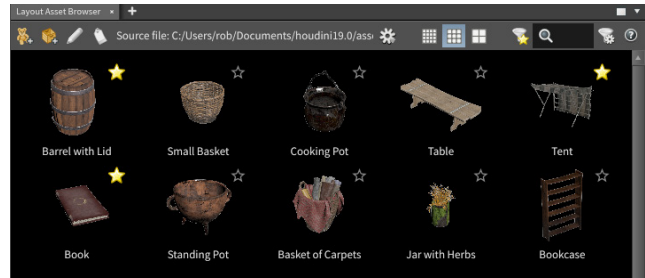 Layout Asset Browser
Source file: C:/Users/rob/Documents/houdini19.0/asse
Barrel with Lid
Small Basket
Cooking Pot
Table
Tent
Book
Standing Pot
Basket of Carpets
Jar with Herbs
Bookcase